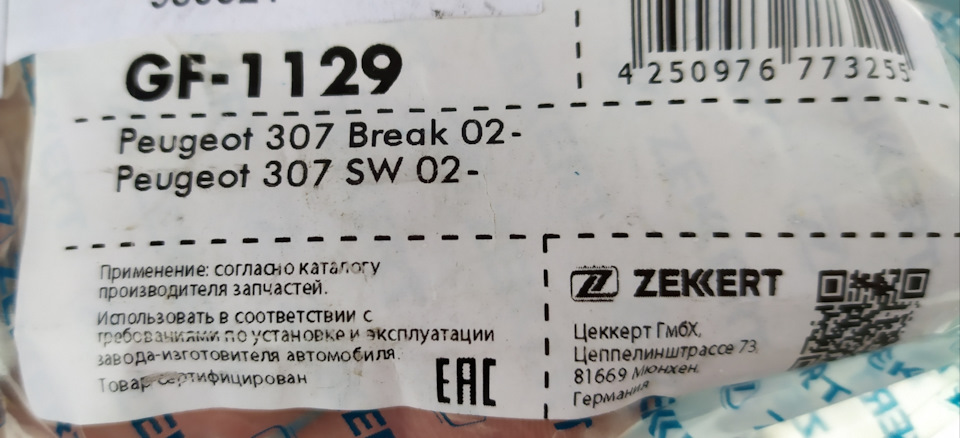 GF-1129
4 250976 773255
Peugeot 307 Break 02-
Peugeot 307 SW 02-
Применение: согласно каталогу
производителя запчастей.
Использовать в соответствии с
требованиями по установке и эксплуатации
завода-изготовителя автомобиля.
Товар сертифицирован
EAC
ZEKKERT
Цеккерт ГмбХ,
Цеппелинштрассе 73,
81669 Мюнхен,
Германия